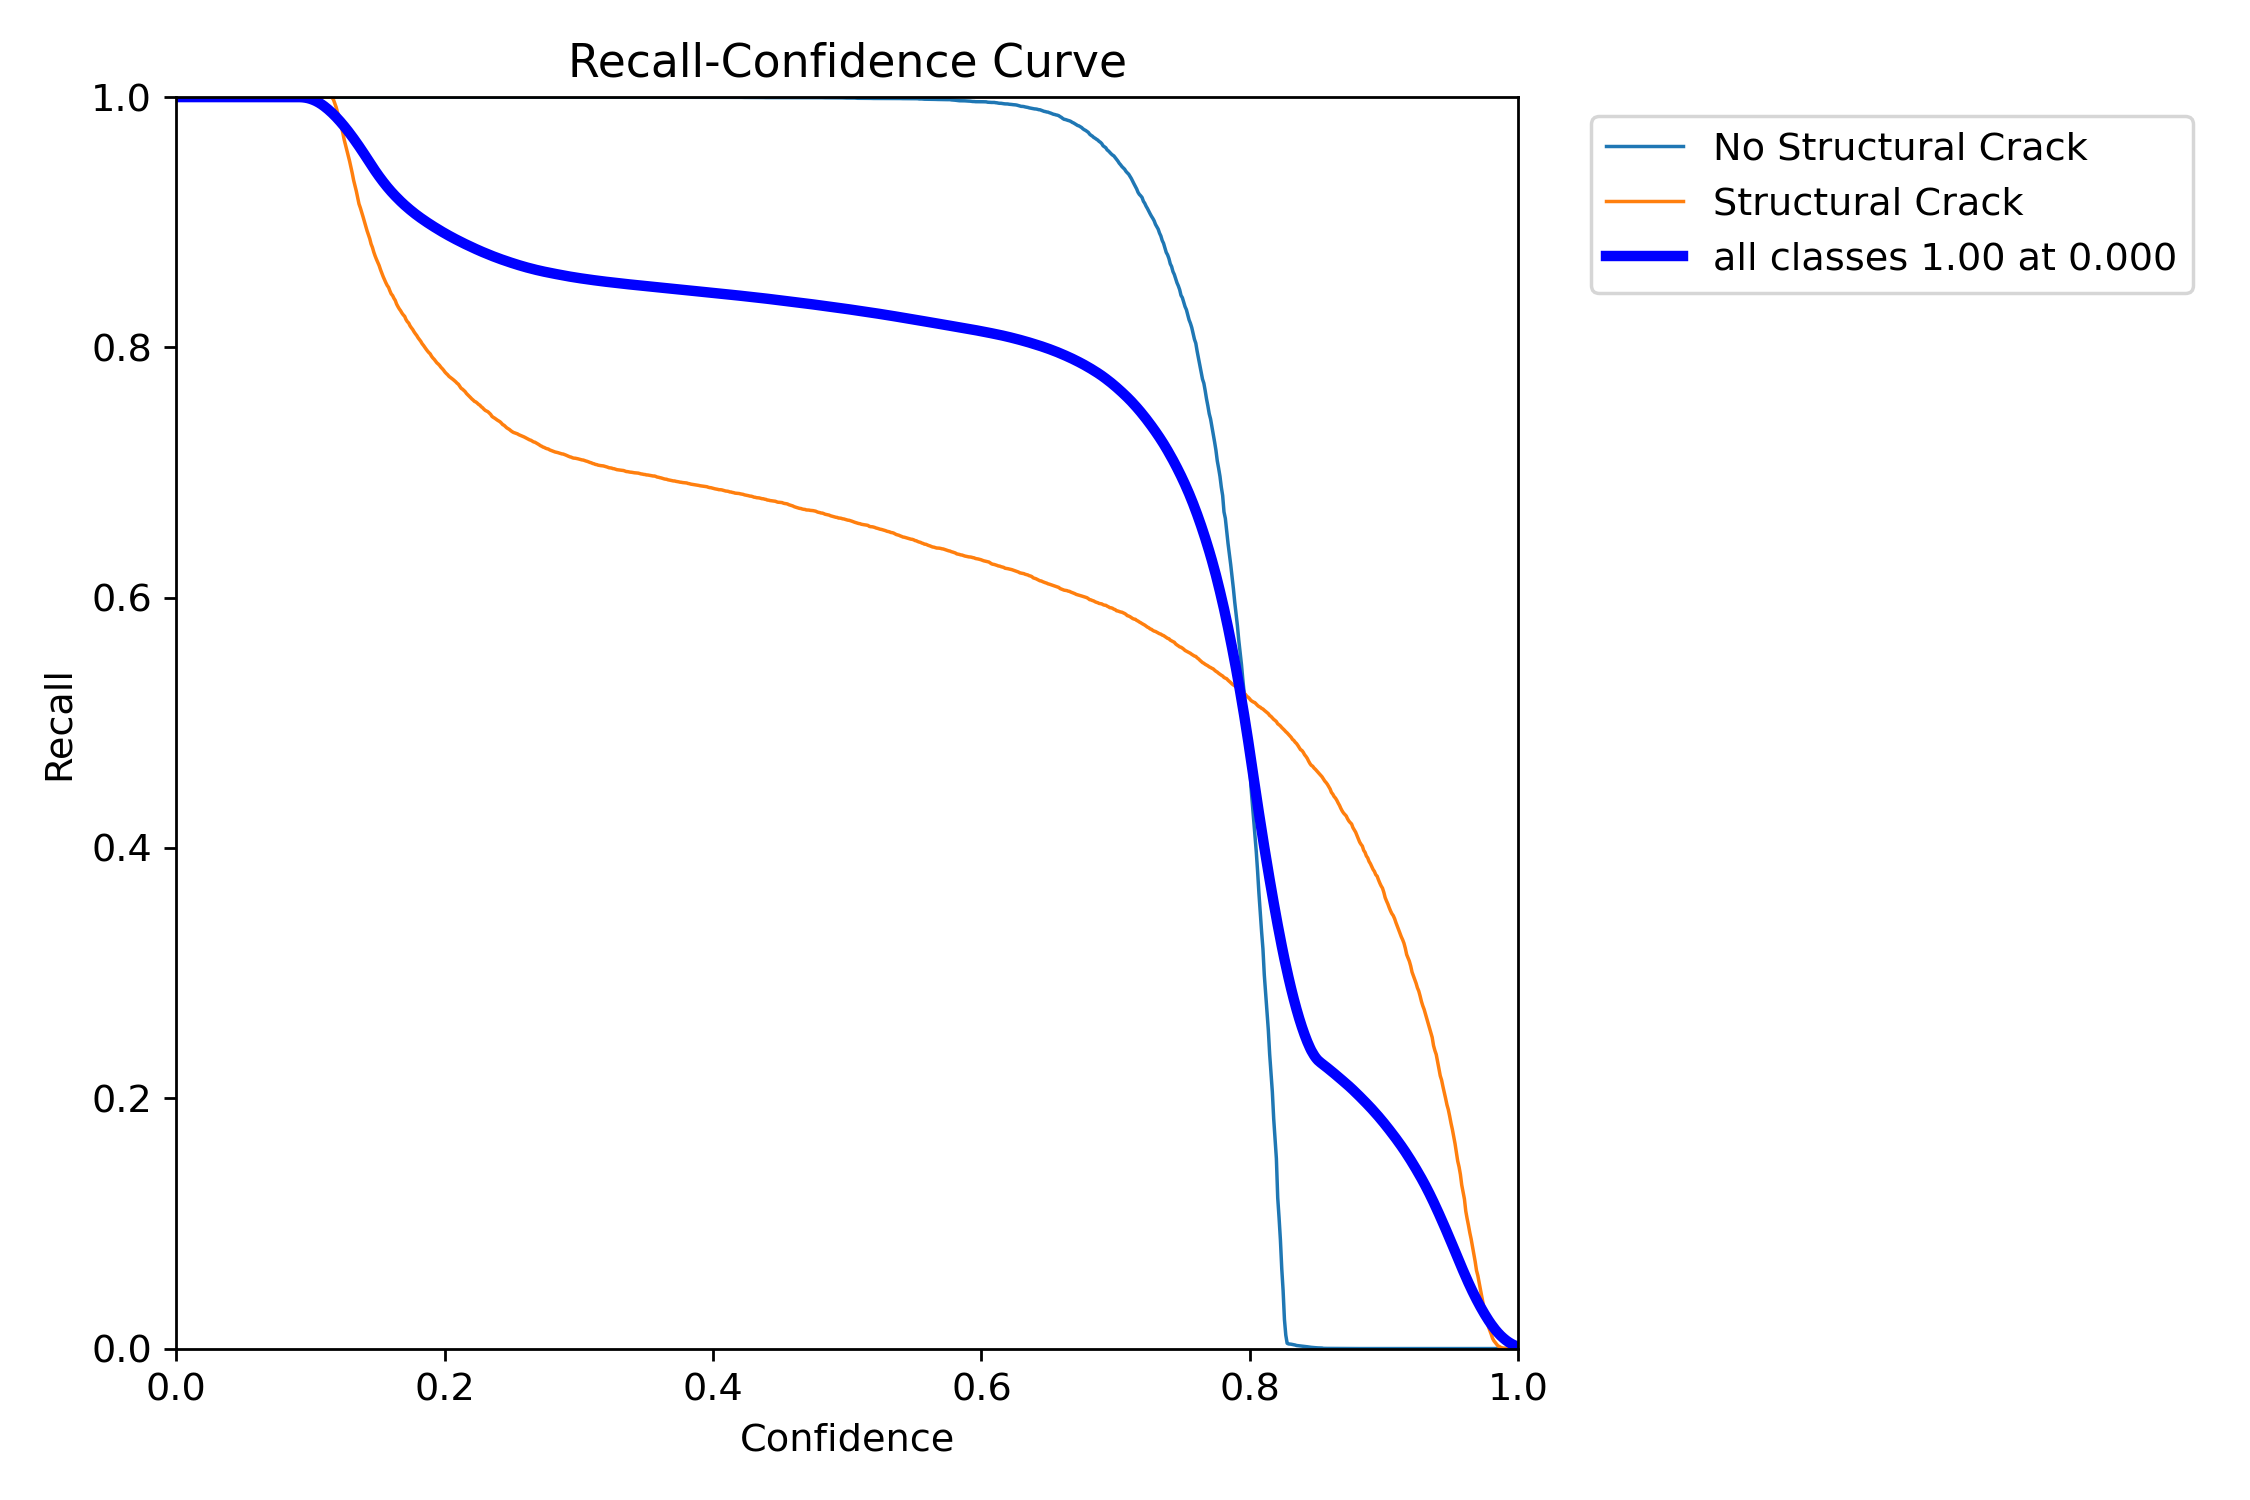 Recall-Confidence Curve
No Structural Crack
Structural Crack
all classes 1.00 at 0.000
1.0
0.8
0.6
0.4
0.2
0.0
Recall
0.0 0.2 0.4 0.6 0.8 1.0
Confidence